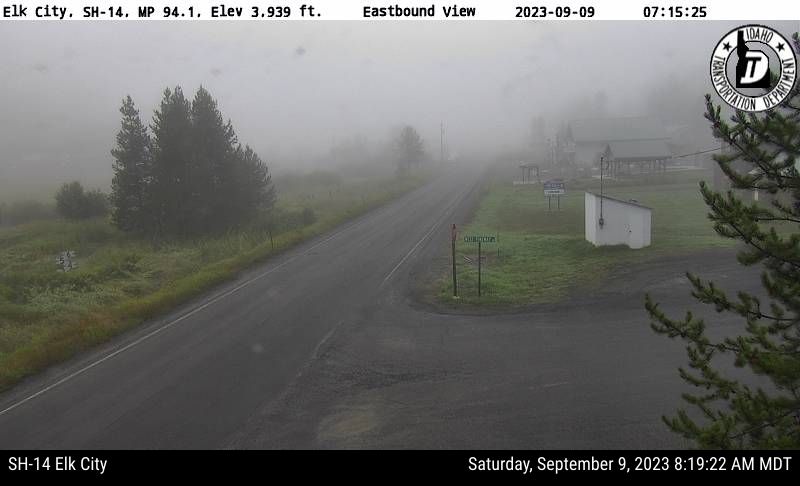 Elk City, SH-14, MP 94.1, Elev 3,939 ft. Eastbound View 2023-09-09 07:15:25
IDAHO
TRANSPORTATION DEPARTMENT
SH-14 Elk City
Saturday, September 9, 2023 8:19:22 AM MDT